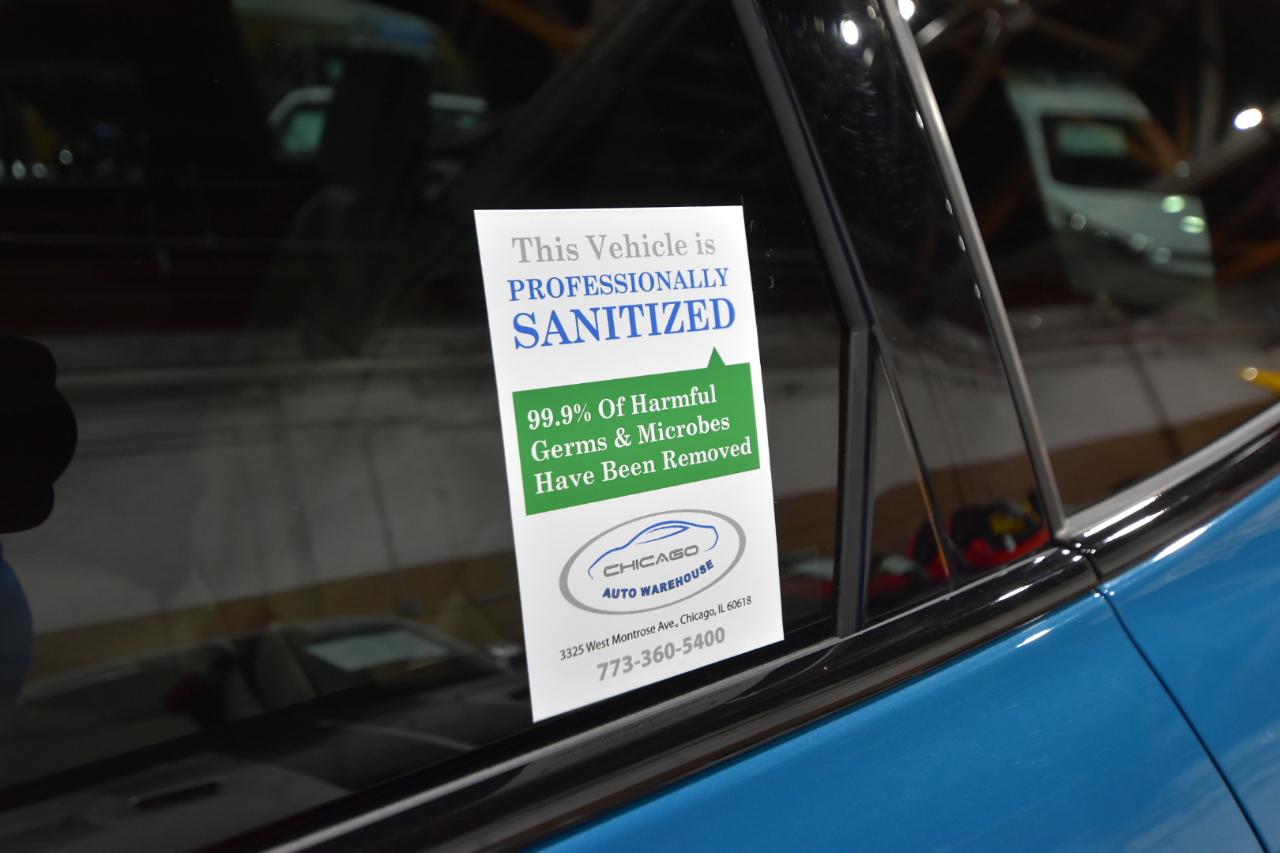 This Vehicle is
PROFESSIONALLY
SANITIZED
99.9% Of Harmful
Germs & Microbes
Have Been Removed
CHICAGO
AUTO WAREHOUSE
3325 West Montrose Ave., Chicago, IL 60618
773-360-5400